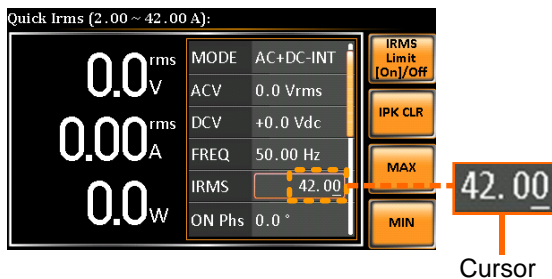 Quick Irms (2.00 ~ 42.00 A):
0.0 rms V
0.00 rms A
0.0 W
MODE AC+DC-INT
ACV 0.0 Vrms
DCV +0.0 Vdc
FREQ 50.00 Hz
IRMS 42.00
ON Phs 0.0 °
IRMS
Limit
[On]/Off
IPK CLR
MAX
MIN
42.00
Cursor